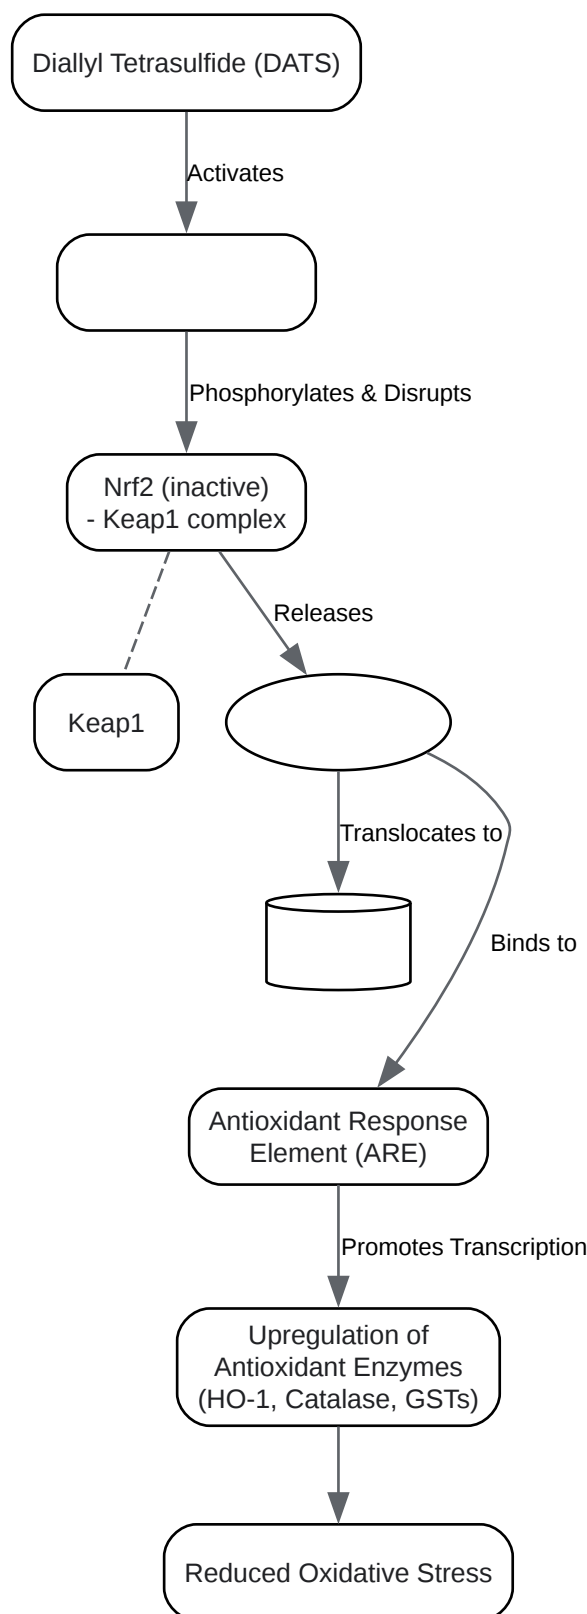 Diallyl Tetrasulfide (DATS)
Activates
Phosphorylates & Disrupts
Nrf2 (inactive)
- Keap1 complex
Releases
Keap1
Translocates to
Binds to
Antioxidant Response
Element (ARE)
Promotes Transcription
Upregulation of
Antioxidant Enzymes
(HO-1, Catalase, GSTs)
Reduced Oxidative Stress